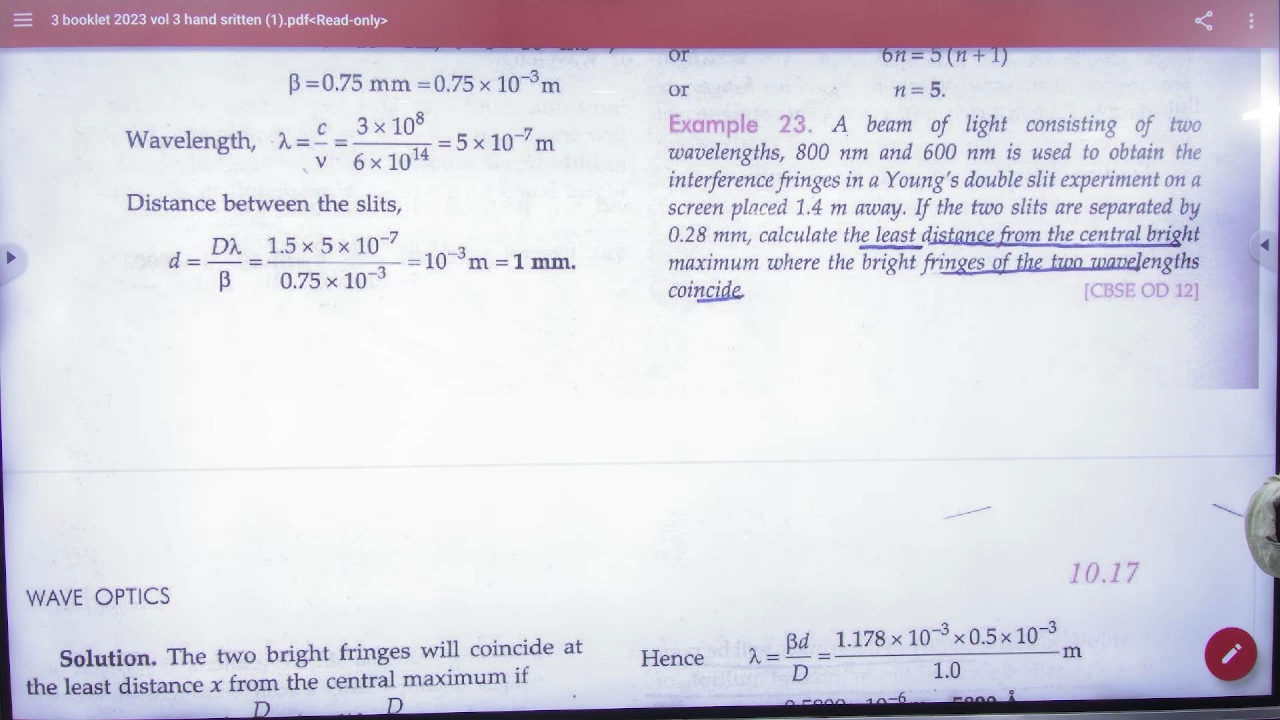 3 booklet 2023 vol 3 hand sritten (1).pdf<Read-only>
β = 0.75 mm = 0.75 × 10⁻³ m
Wavelength, λ = c/ν = 3 × 10⁸ / 6 × 10¹⁴ = 5 × 10⁻⁷ m
Distance between the slits,
d = Dλ/β = 1.5 × 5 × 10⁻⁷ / 0.75 × 10⁻³ = 10⁻³ m = 1 mm.
or 6n = 5 (n + 1)
or n = 5.
Example 23. A beam of light consisting of two
wavelengths, 800 nm and 600 nm is used to obtain the
interference fringes in a Young's double slit experiment on a
screen placed 1.4 m away. If the two slits are separated by
0.28 mm, calculate the least distance from the central bright
maximum where the bright fringes of the two wavelengths
coincide.
[CBSE OD 12]
10.17
WAVE OPTICS
Solution. The two bright fringes will coincide at
the least distance x from the central maximum if
D D
Hence λ = βd/D = 1.178 × 10⁻³ × 0.5 × 10⁻³ / 1.0 m